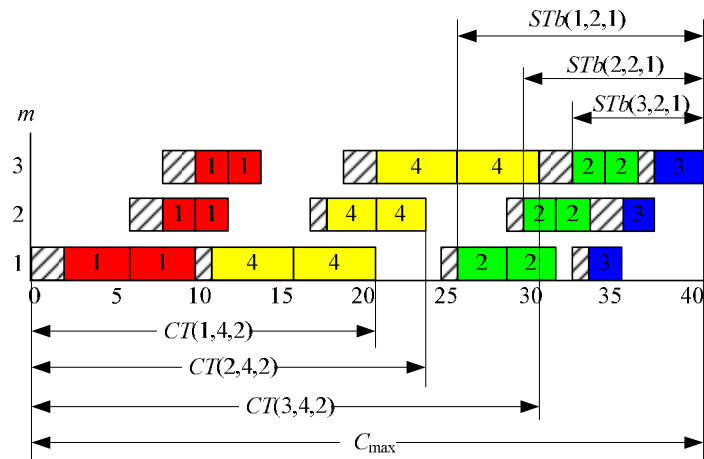 STb(1,2,1)
STb(2,2,1)
STb(3,2,1)
m
3 1 1 4 4 2 2 3
2 1 1 4 4 2 2 3
1 1 1 4 4 2 2 3
0 5 10 15 20 25 30 35 40
CT(1,4,2)
CT(2,4,2)
CT(3,4,2)
Cmax